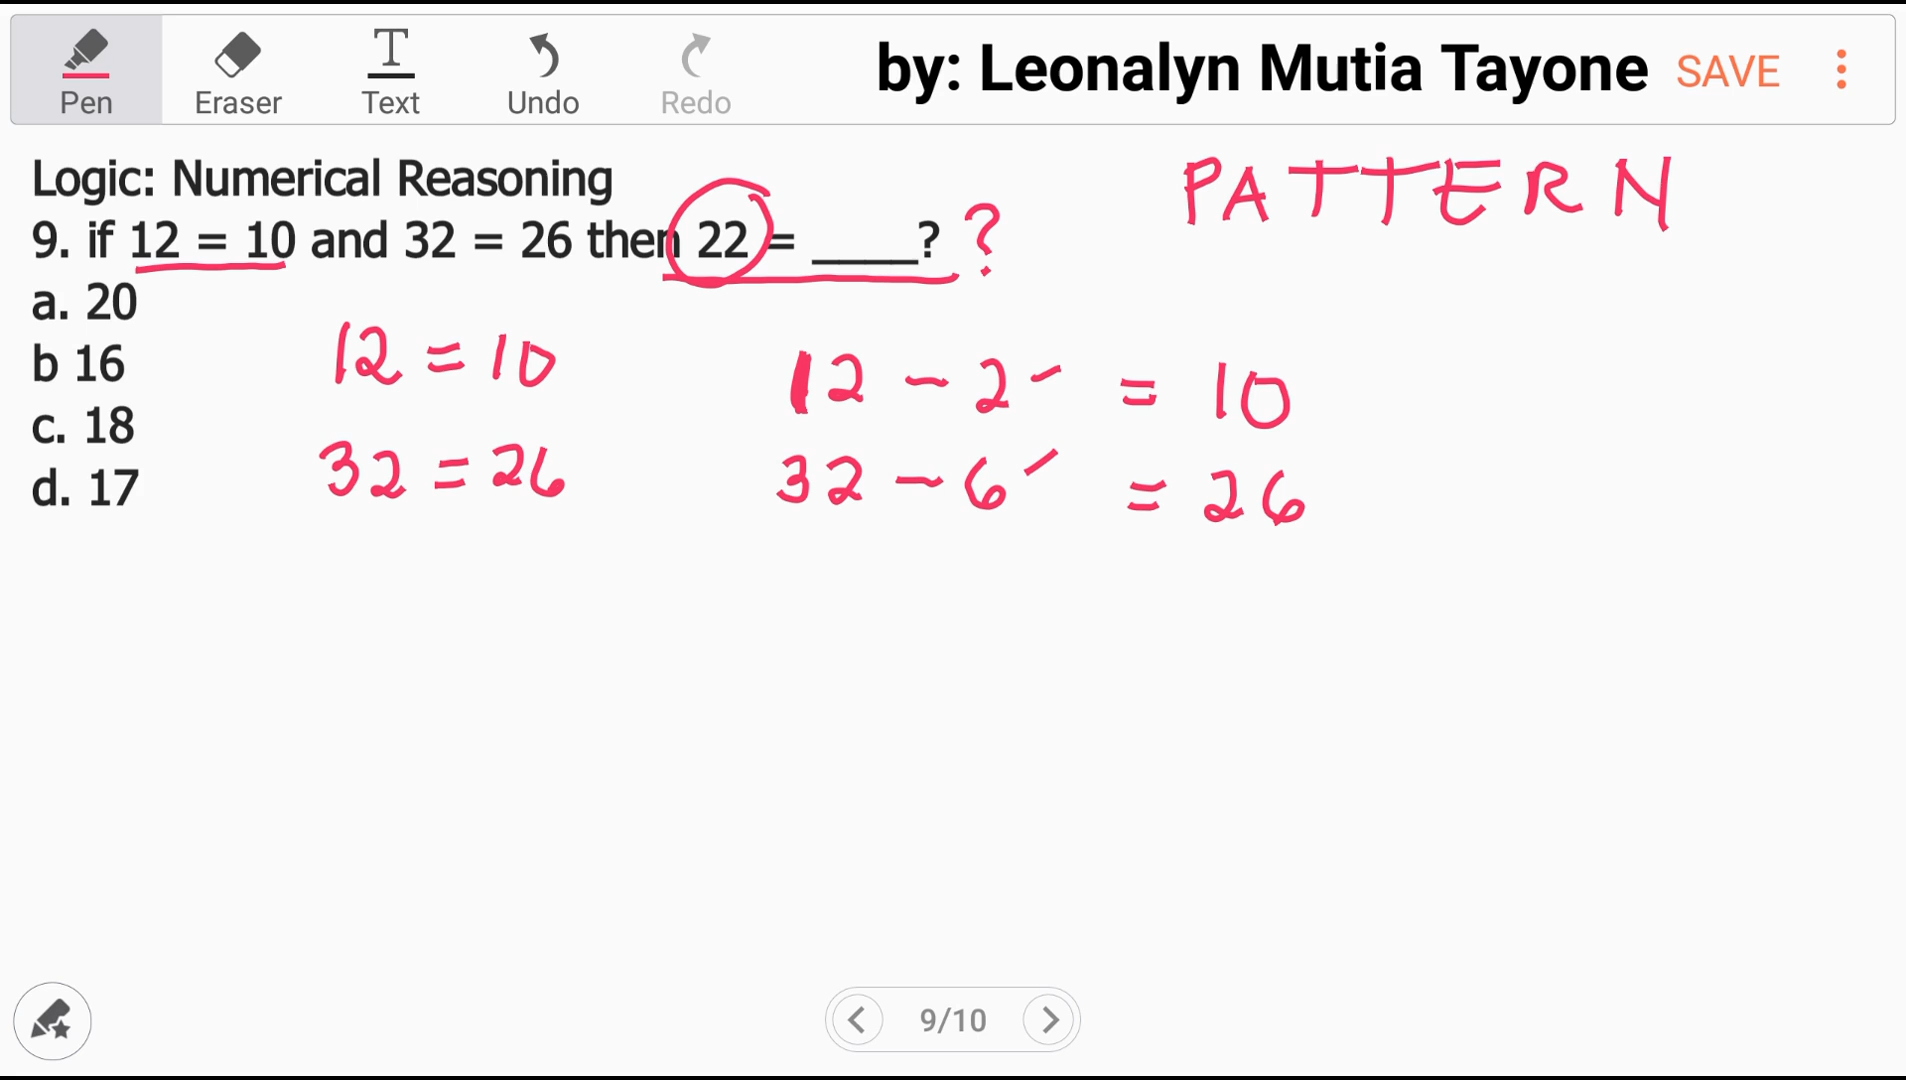 Pen Eraser Text Undo Redo by: Leonalyn Mutia Tayone SAVE
Logic: Numerical Reasoning
PATTERN
9. if 12 = 10 and 32 = 26 then 22 = ____? ?
a. 20
b 16
c. 18
d. 17
12 = 10
32 = 26
12 - 2 - = 10
32 - 6 = 26
9/10